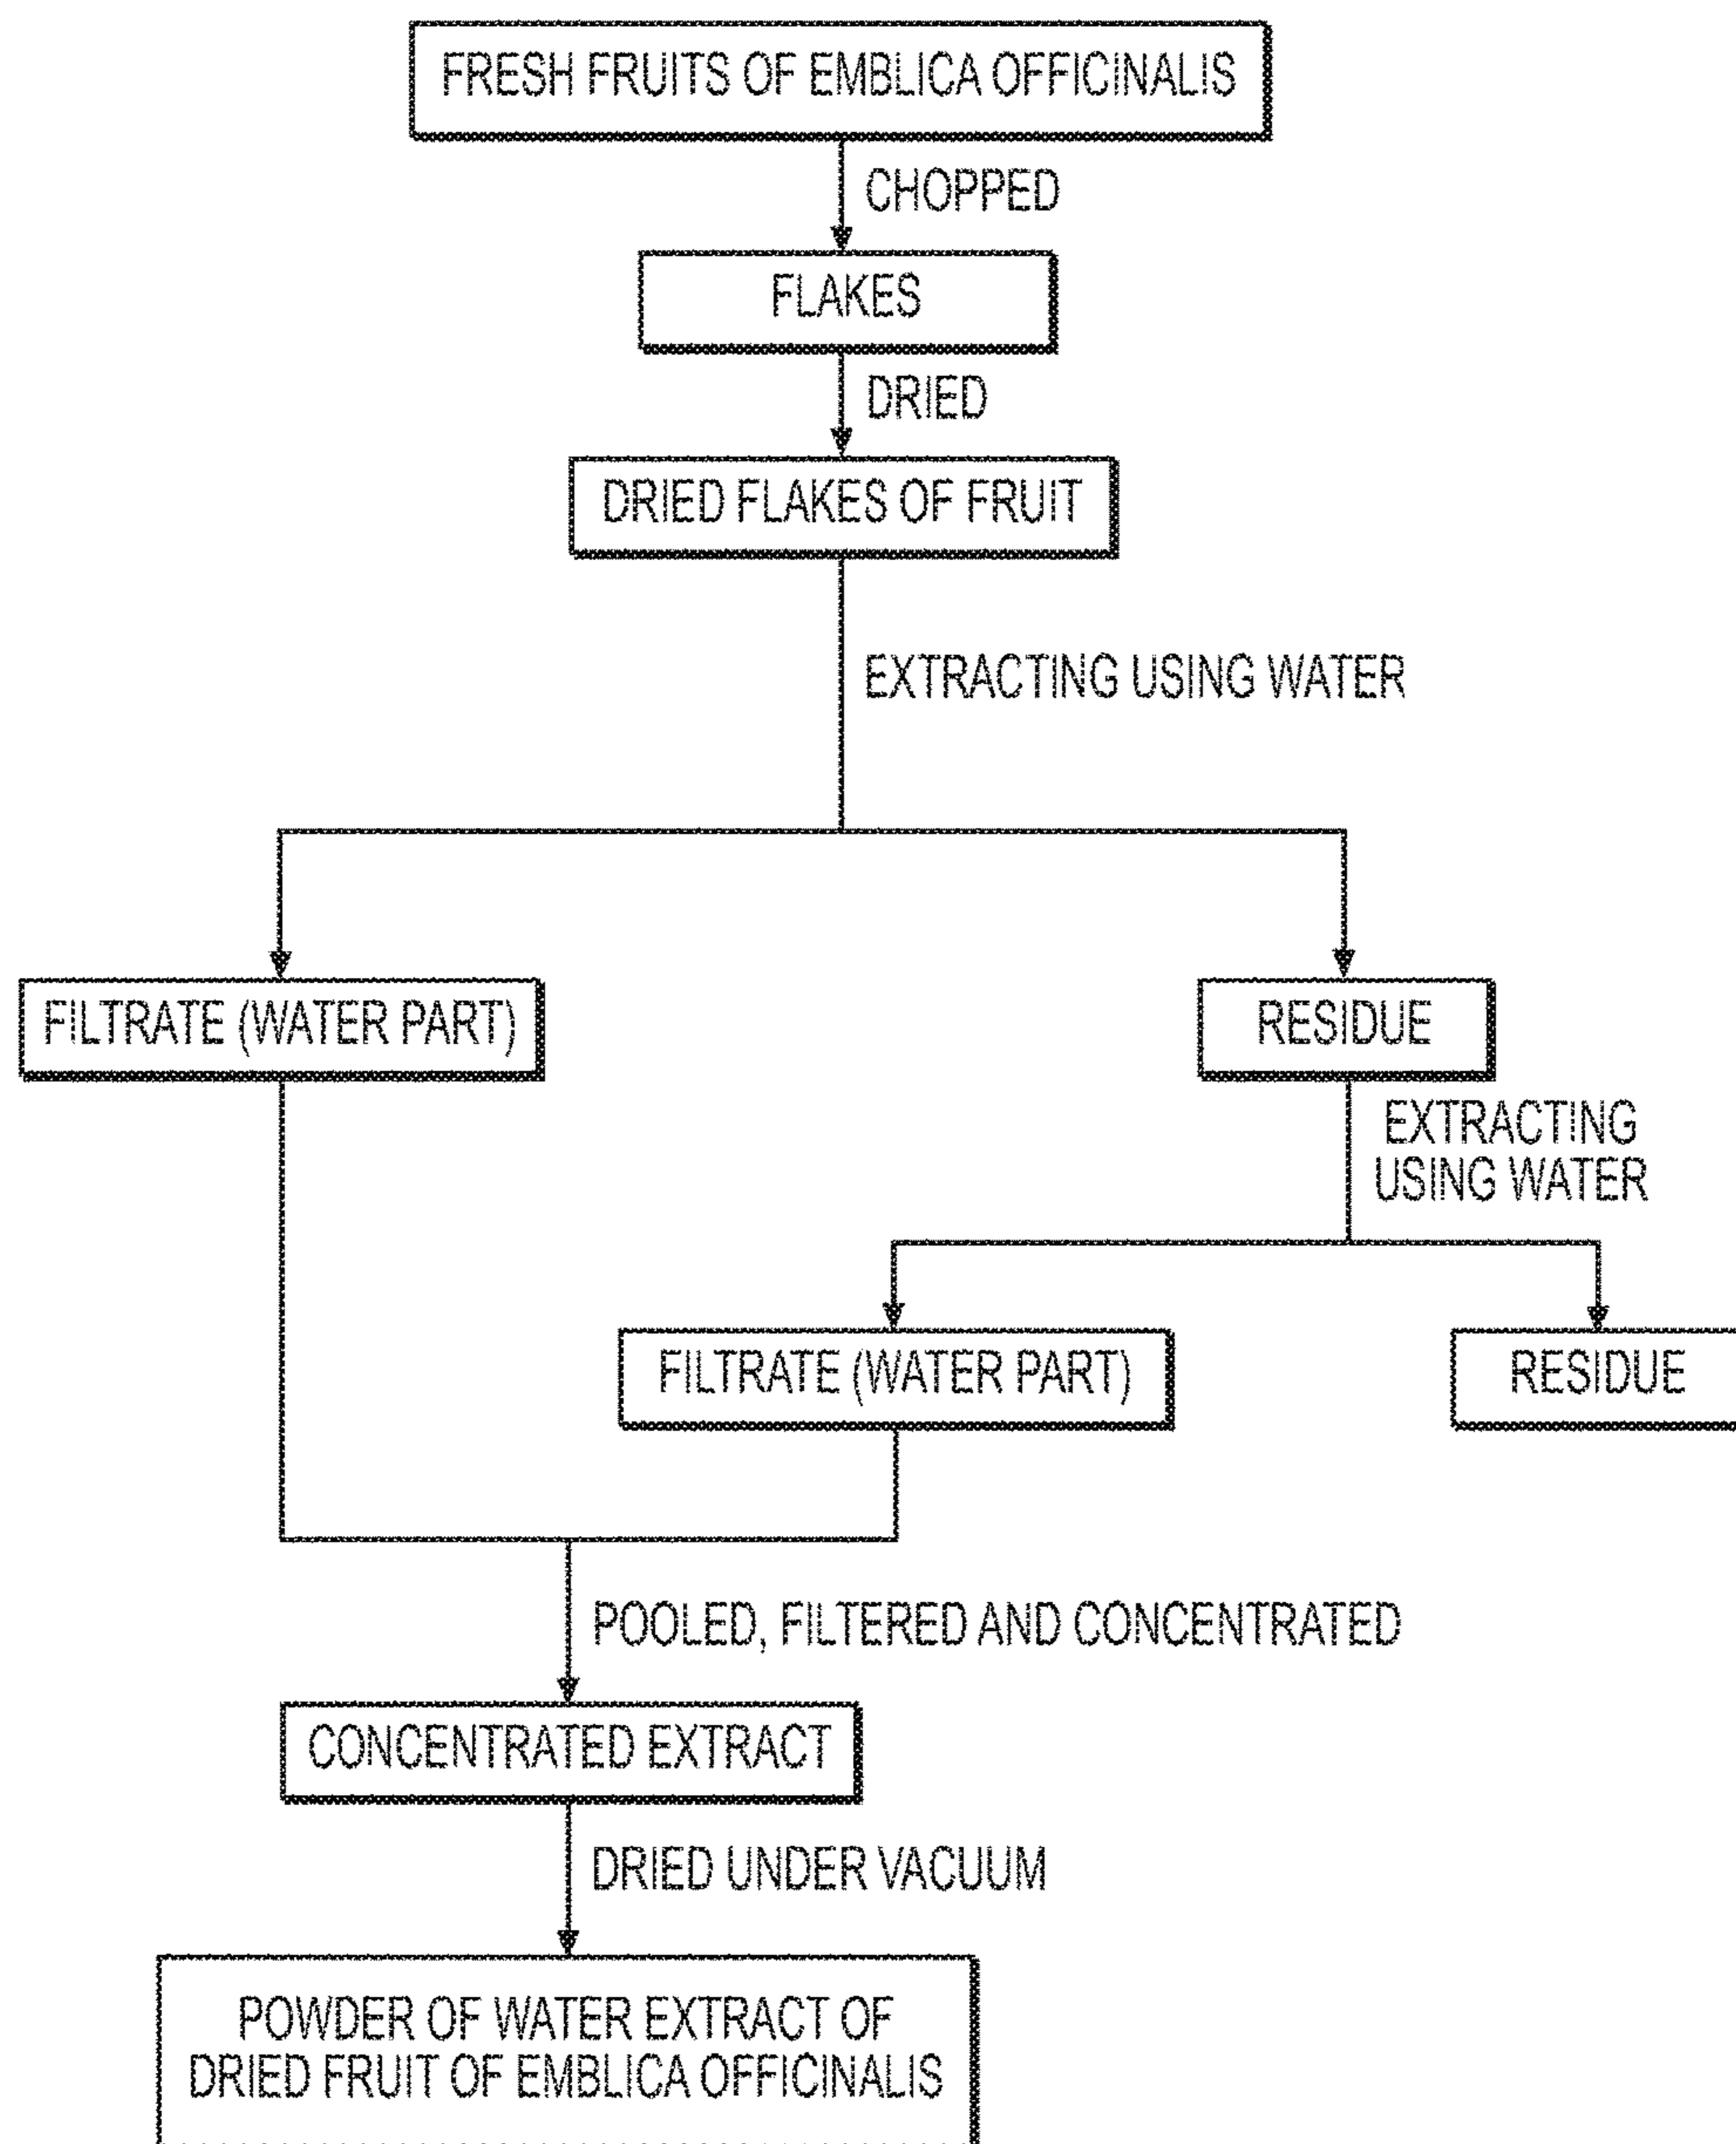 FRESH FRUITS OF EMBLICA OFFICINALIS
CHOPPED
FLAKES
DRIED
DRIED FLAKES OF FRUIT
EXTRACTING USING WATER
FILTRATE (WATER PART)
RESIDUE
EXTRACTING
USING WATER
FILTRATE (WATER PART)
RESIDUE
POOLED, FILTERED AND CONCENTRATED
CONCENTRATED EXTRACT
DRIED UNDER VACUUM
POWDER OF WATER EXTRACT OF
DRIED FRUIT OF EMBLICA OFFICINALIS